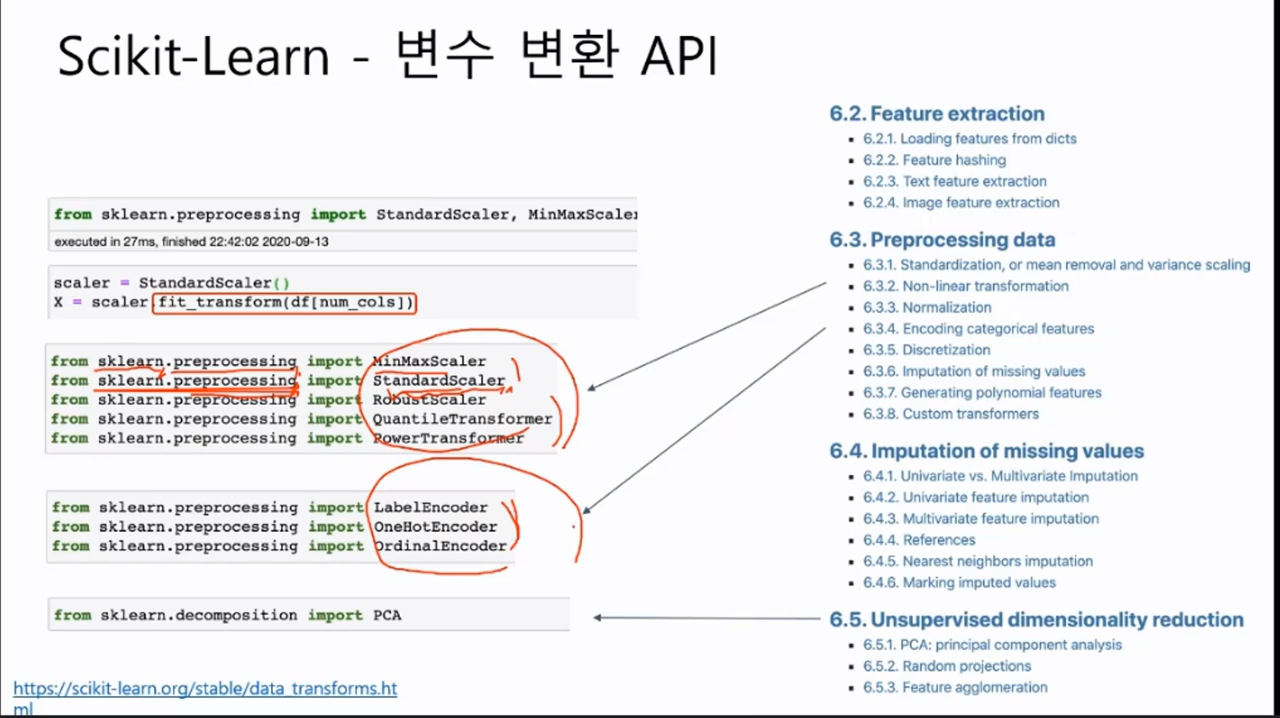 Scikit-Learn - 변수 변환 API
from sklearn.preprocessing import StandardScaler, MinMaxScaler
executed in 27ms, finished 22:42:02 2020-09-13
scaler = StandardScaler()
X = scaler.fit_transform(df[num_cols])
from sklearn.preprocessing import MinMaxScaler
from sklearn.preprocessing import StandardScaler
from sklearn.preprocessing import RobustScaler
from sklearn.preprocessing import QuantileTransformer
from sklearn.preprocessing import PowerTransformer
from sklearn.preprocessing import LabelEncoder
from sklearn.preprocessing import OneHotEncoder
from sklearn.preprocessing import OrdinalEncoder
from sklearn.decomposition import PCA
https://scikit-learn.org/stable/data_transforms.ht
ml
6.2. Feature extraction
▪ 6.2.1. Loading features from dicts
▪ 6.2.2. Feature hashing
▪ 6.2.3. Text feature extraction
▪ 6.2.4. Image feature extraction
6.3. Preprocessing data
▪ 6.3.1. Standardization, or mean removal and variance scaling
▪ 6.3.2. Non-linear transformation
▪ 6.3.3. Normalization
▪ 6.3.4. Encoding categorical features
▪ 6.3.5. Discretization
▪ 6.3.6. Imputation of missing values
▪ 6.3.7. Generating polynomial features
▪ 6.3.8. Custom transformers
6.4. Imputation of missing values
▪ 6.4.1. Univariate vs. Multivariate Imputation
▪ 6.4.2. Univariate feature imputation
▪ 6.4.3. Multivariate feature imputation
▪ 6.4.4. References
▪ 6.4.5. Nearest neighbors imputation
▪ 6.4.6. Marking imputed values
6.5. Unsupervised dimensionality reduction
▪ 6.5.1. PCA: principal component analysis
▪ 6.5.2. Random projections
▪ 6.5.3. Feature agglomeration